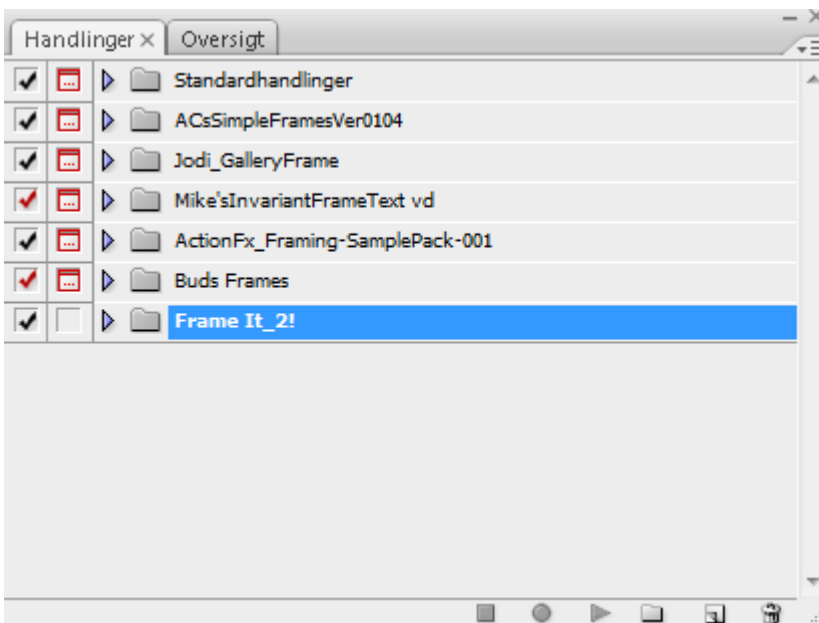 Handlinger × Oversigt
Standardhandlinger
ACsSimpleFramesVer0104
Jodi_GalleryFrame
Mike'sInvariantFrameText vd
ActionFx_Framing-SamplePack-001
Buds Frames
Frame It_2!